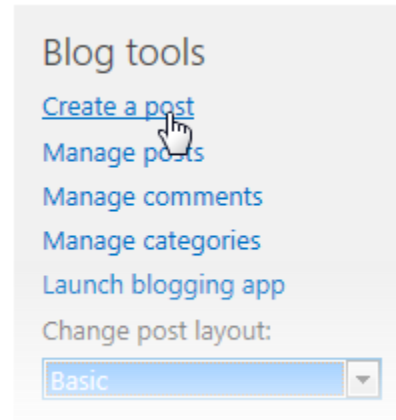 Blog tools
Create a post
Manage posts
Manage comments
Manage categories
Launch blogging app
Change post layout:
Basic